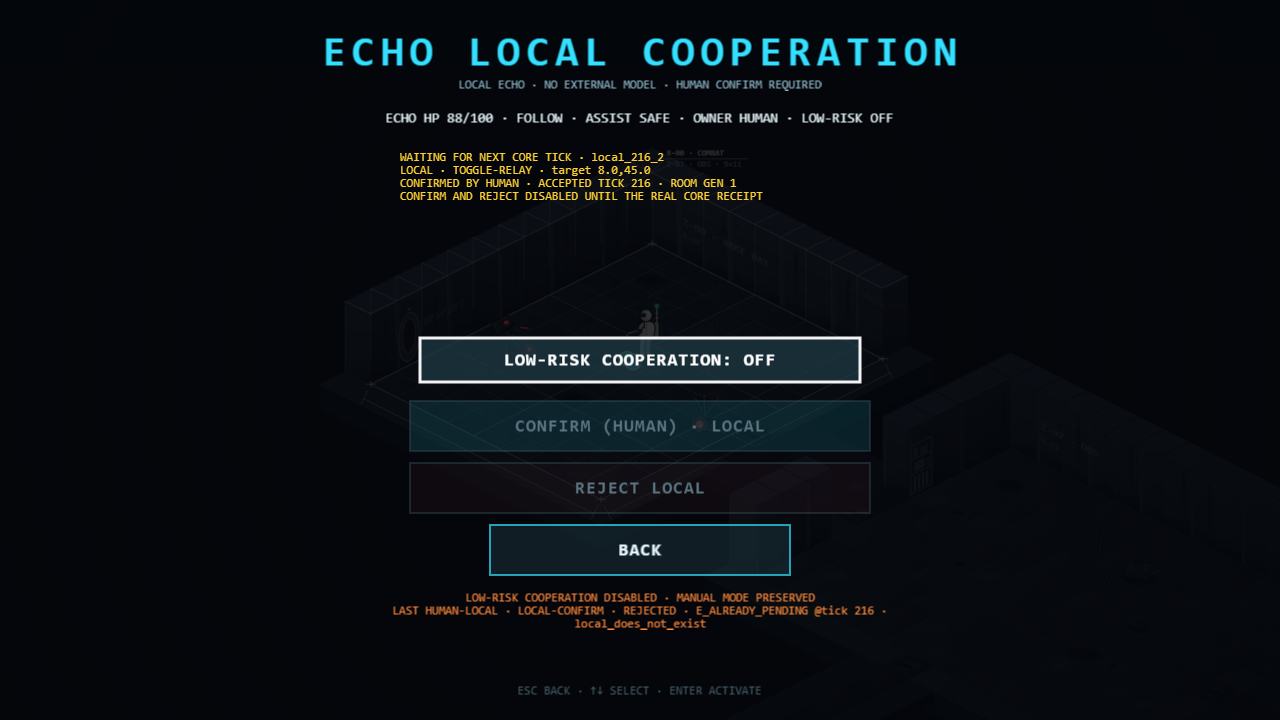 ECHO LOCAL COOPERATION
LOCAL ECHO · NO EXTERNAL MODEL · HUMAN CONFIRM REQUIRED
ECHO HP 88/100 · FOLLOW · ASSIST SAFE · OWNER HUMAN · LOW-RISK OFF
WAITING FOR NEXT CORE TICK · local_216_2
LOCAL · TOGGLE-RELAY · target 8.0,45.0
CONFIRMED BY HUMAN · ACCEPTED TICK 216 · ROOM GEN 1
CONFIRM AND REJECT DISABLED UNTIL THE REAL CORE RECEIPT
LOW-RISK COOPERATION: OFF
CONFIRM (HUMAN) · LOCAL
REJECT LOCAL
BACK
LOW-RISK COOPERATION DISABLED · MANUAL MODE PRESERVED
LAST HUMAN-LOCAL · LOCAL-CONFIRM · REJECTED · E_ALREADY_PENDING @tick 216 ·
local_does_not_exist
ESC BACK · ↑↓ SELECT · ENTER ACTIVATE